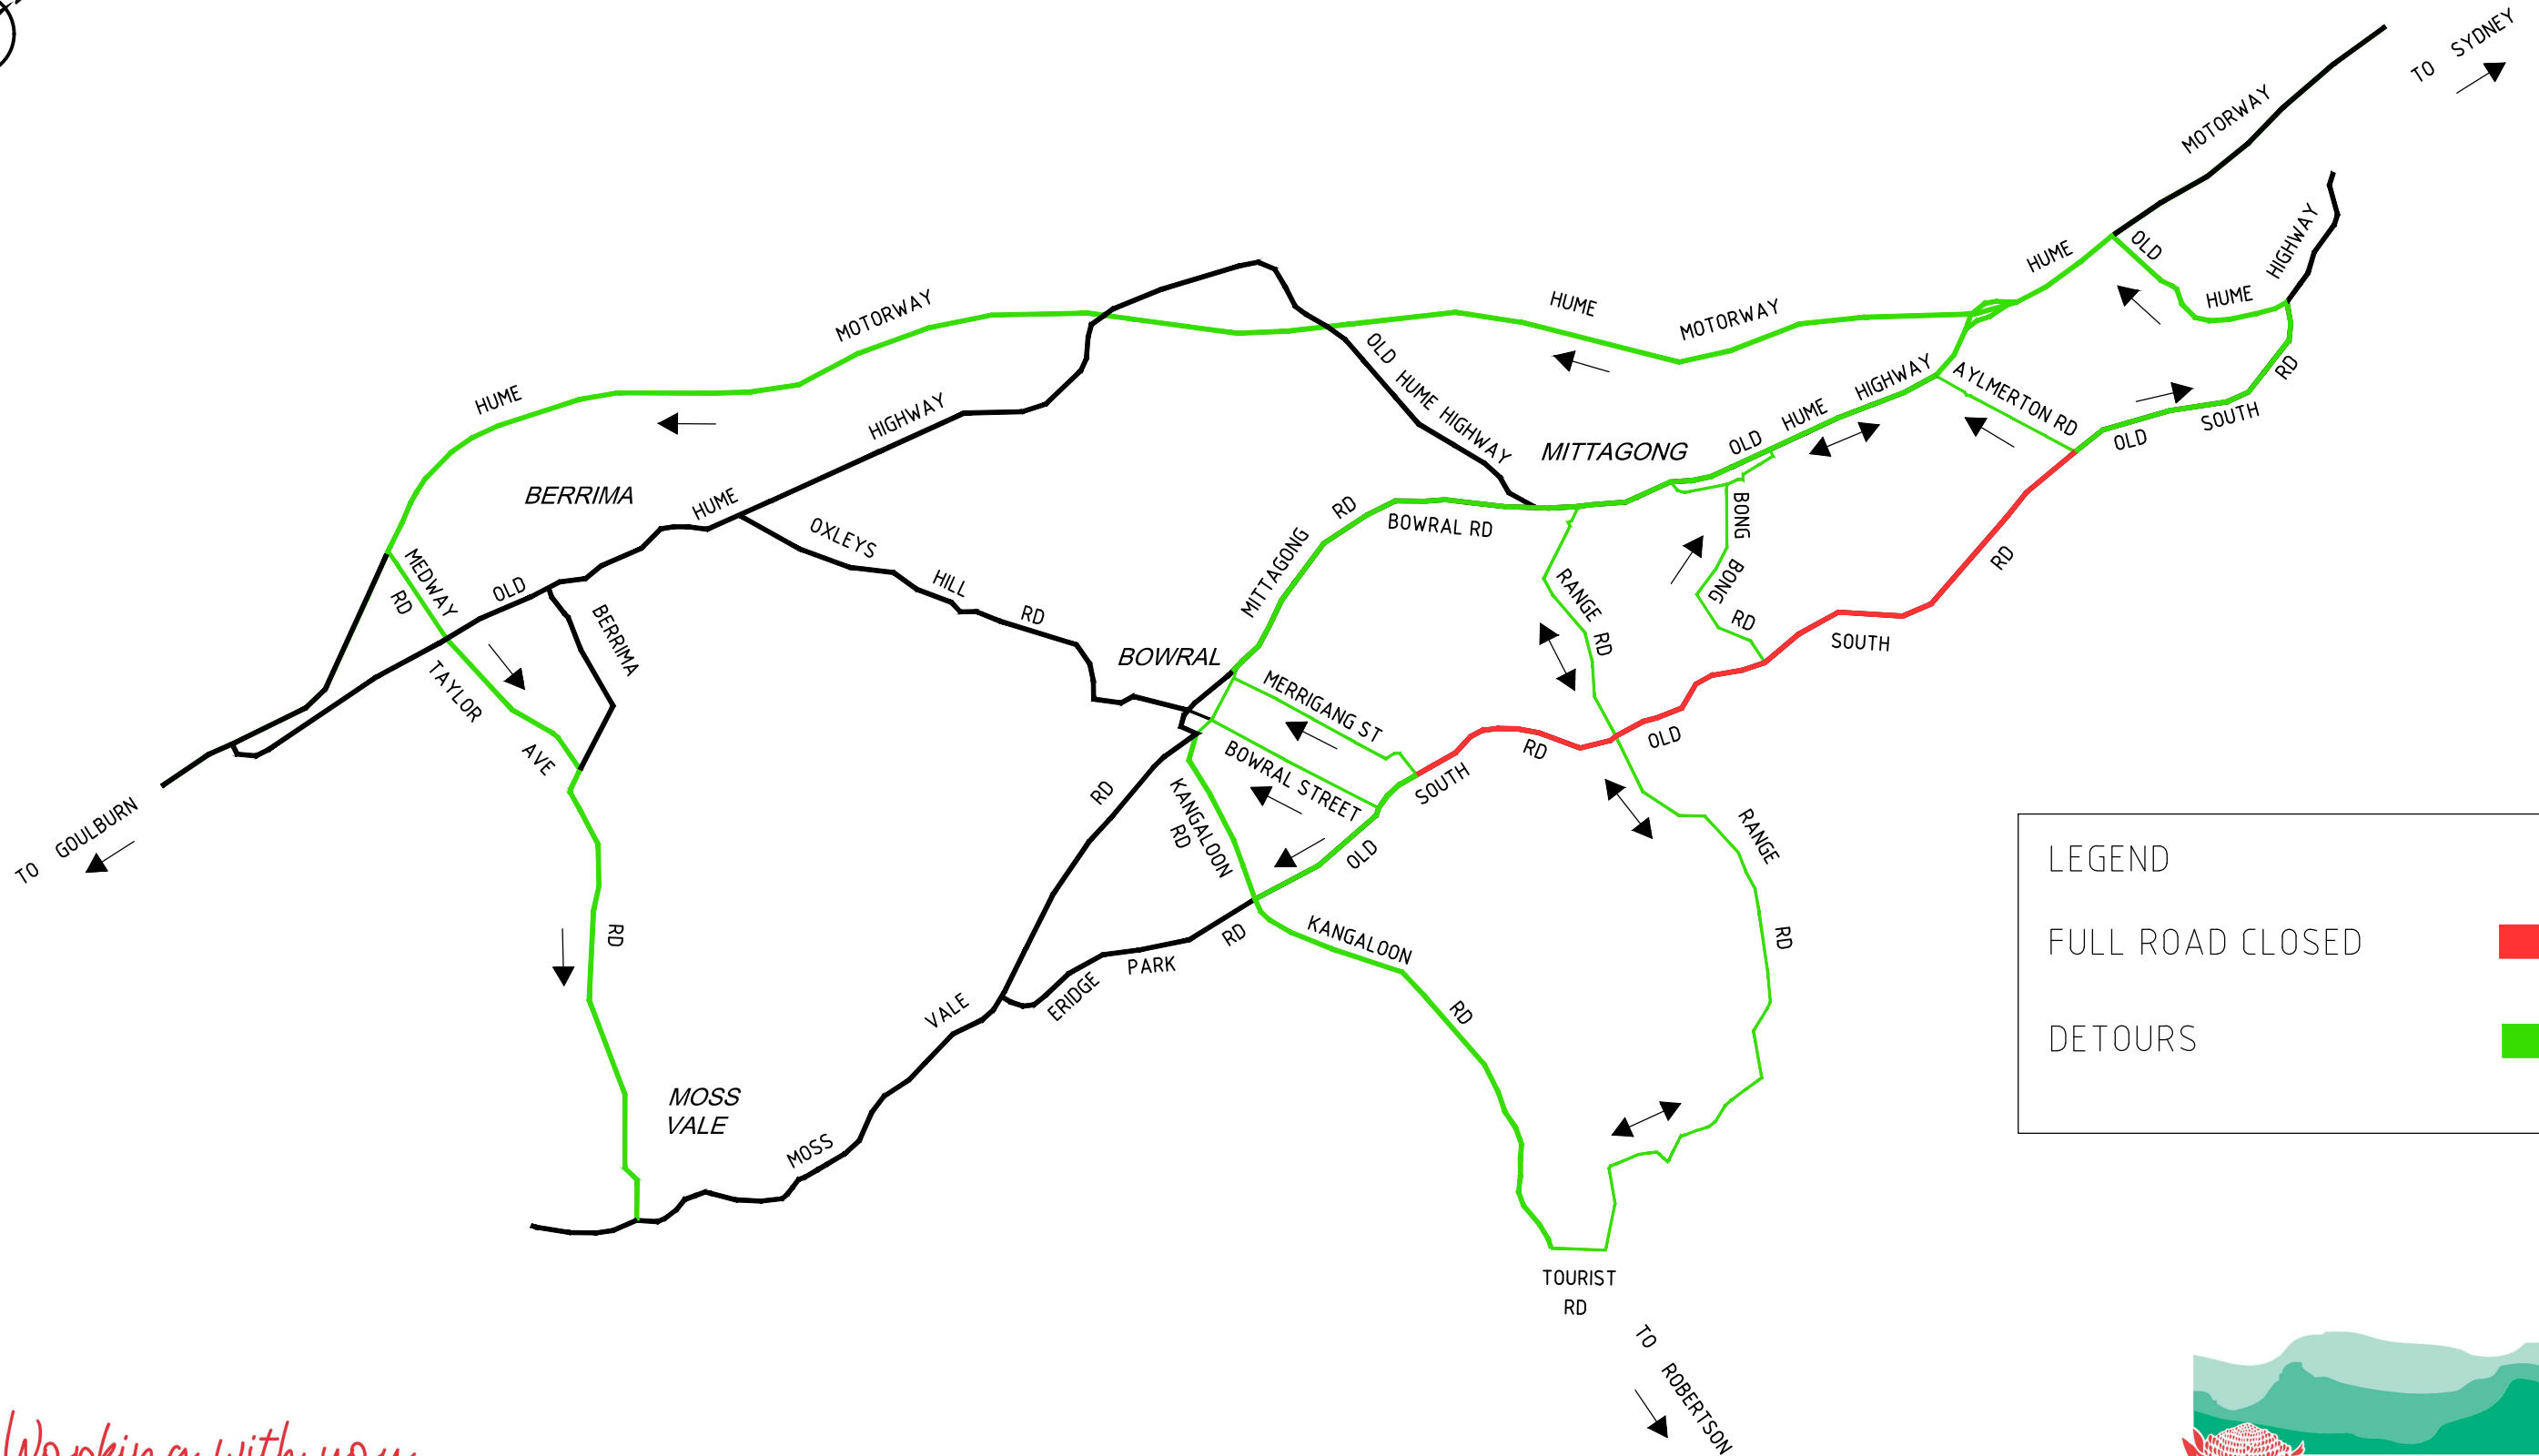 TO SYDNEY
MOTORWAY
HUME
OLD
HUME
HIGHWAY
RD
SOUTH
OLD
AYLMERTON RD
HUME
MOTORWAY
MOTORWAY
HUME
OLD HUME HIGHWAY
HIGHWAY
HUME
OLD
MITTAGONG
OLD
HUME
HIGHWAY
BERRIMA
MEDWAY
RD
BERRIMA
TAYLOR
AVE
RD
OXLEYS
HILL
RD
BOWRAL RD
MITTAGONG
RD
BOWRAL
RANGE
RD
BONG
BONG
RD
RD
SOUTH
OLD
RD
SOUTH
OLD
MERRIGANG ST
BOWRAL STREET
KANGALOON
RD
KANGALOON
RD
RANGE
RD
RD
PARK
ERIDGE
RD
VALE
MOSS
MOSS
VALE
TO GOULBURN
TOURIST
RD
TO ROBERTSON
LEGEND
FULL ROAD CLOSED
DETOURS
Working with you